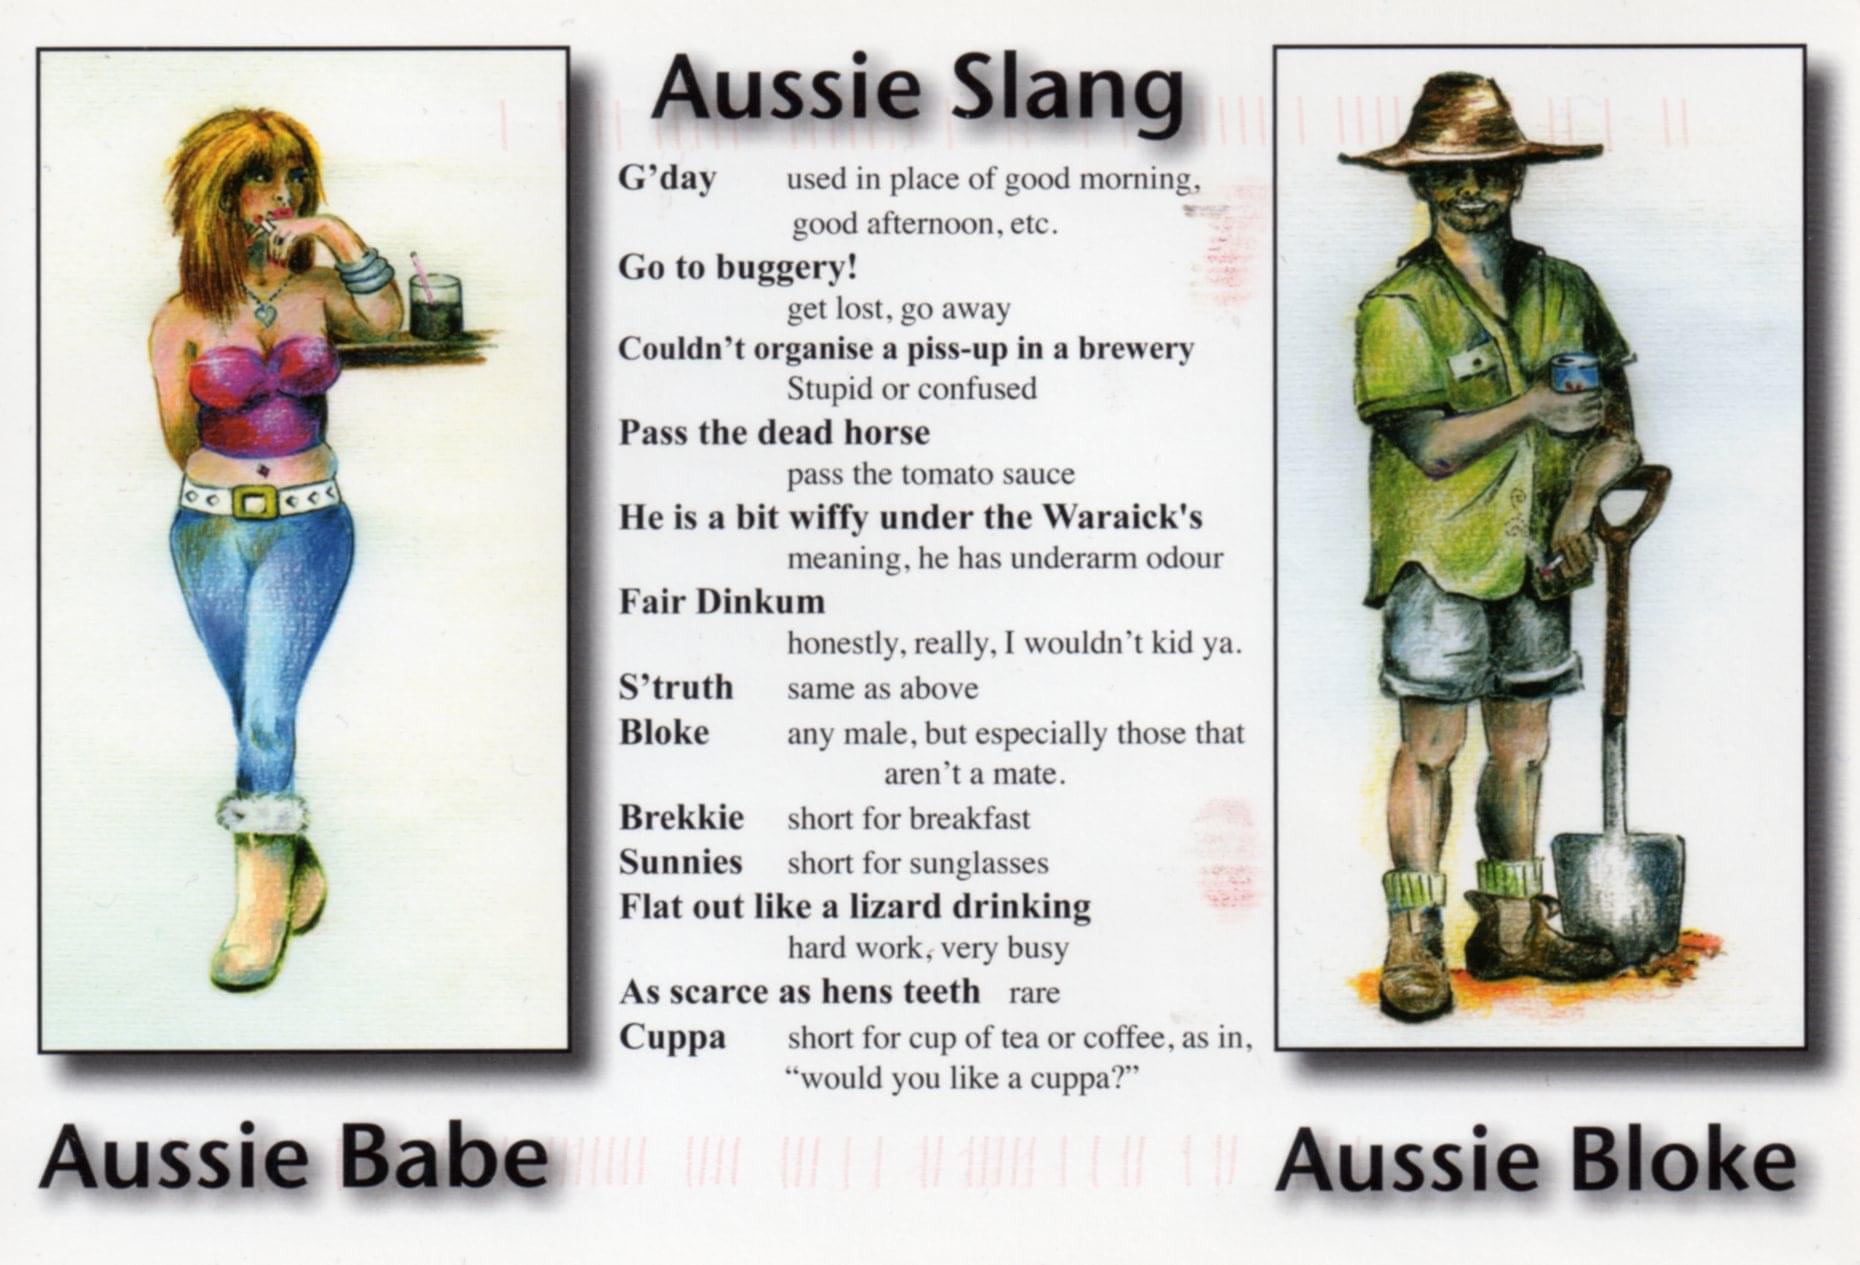 Aussie Slang
G’day used in place of good morning,
good afternoon, etc.
Go to buggery!
get lost, go away
Couldn’t organise a piss-up in a brewery
Stupid or confused
Pass the dead horse
pass the tomato sauce
He is a bit wiffy under the Waraick's
meaning, he has underarm odour
Fair Dinkum
honestly, really, I wouldn’t kid ya.
S’truth same as above
Bloke any male, but especially those that
aren’t a mate.
Brekkie short for breakfast
Sunnies short for sunglasses
Flat out like a lizard drinking
hard work, very busy
As scarce as hens teeth rare
Cuppa short for cup of tea or coffee, as in,
“would you like a cuppa?”
Aussie Babe
Aussie Bloke